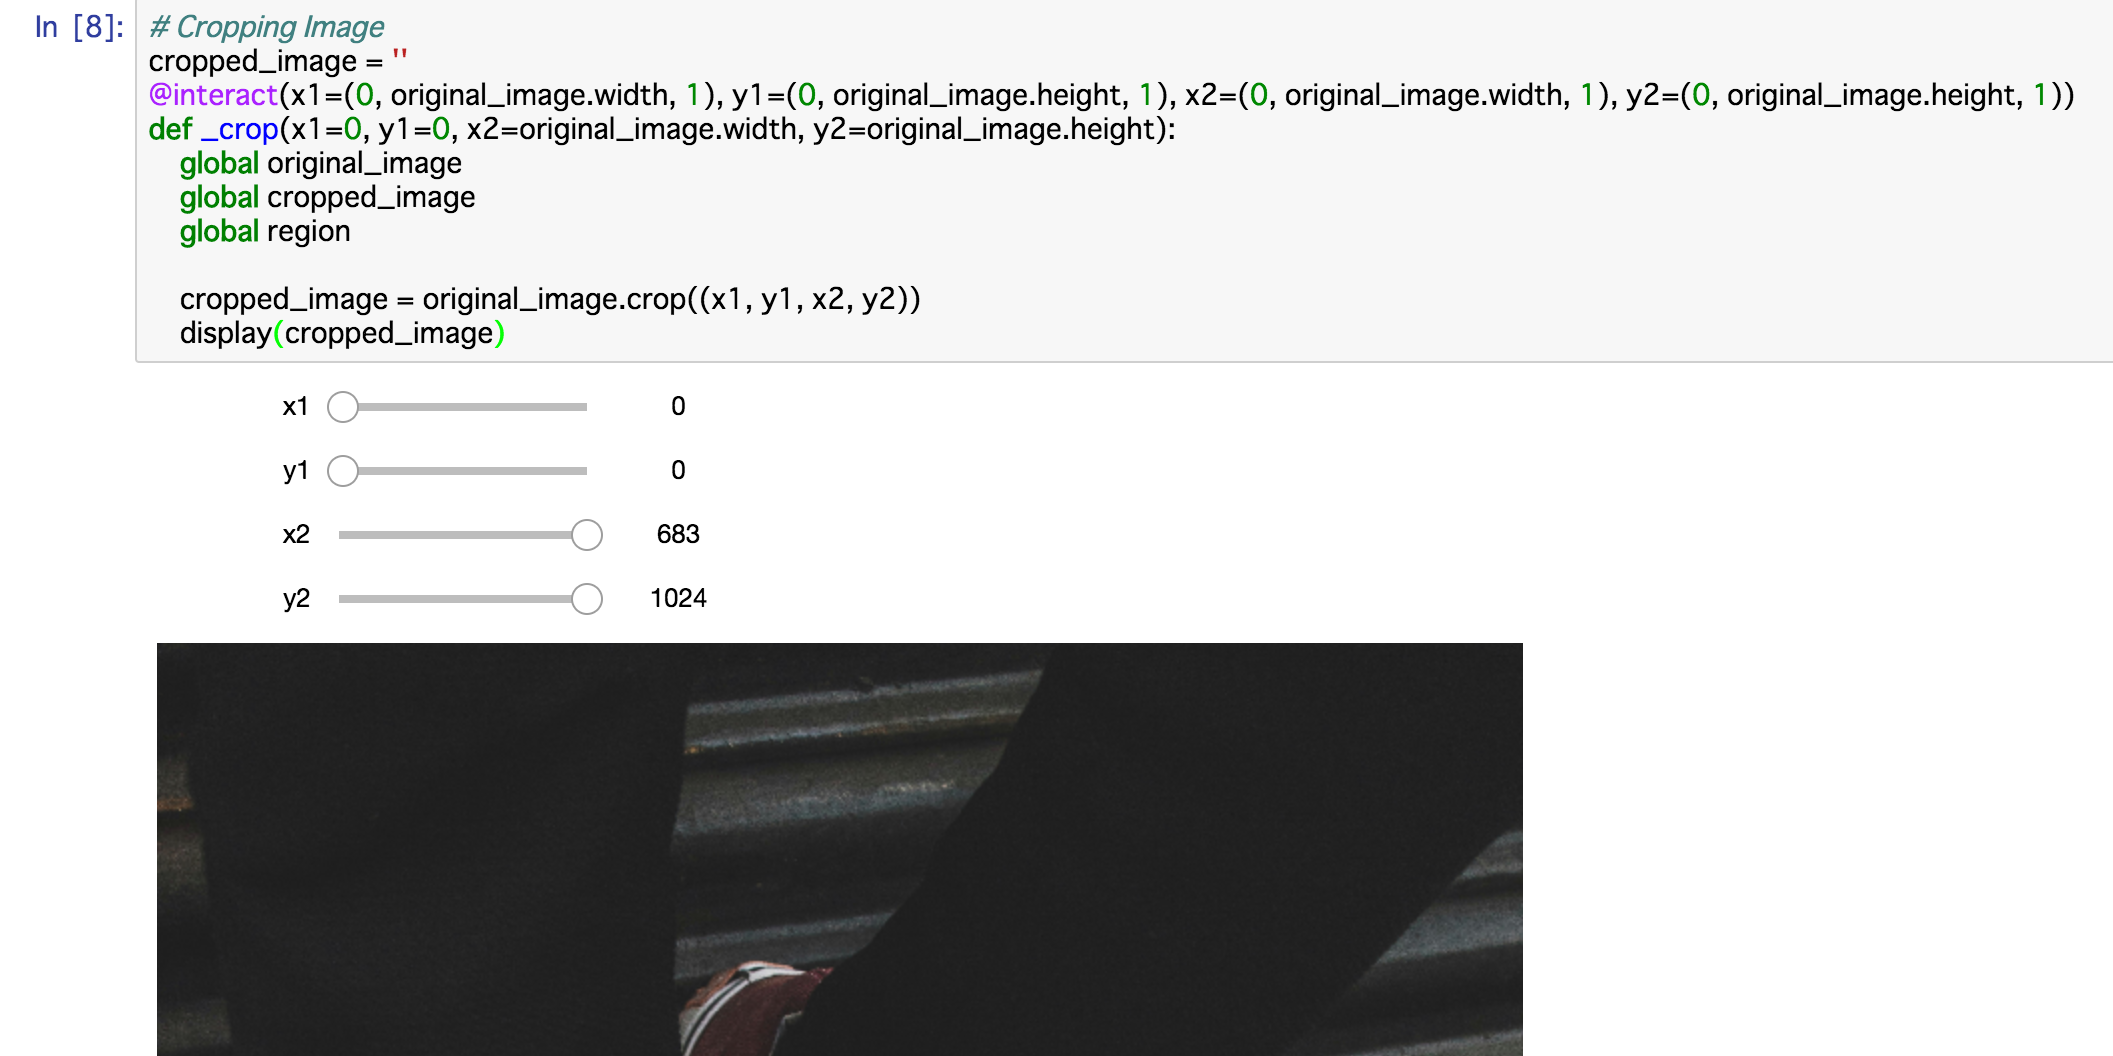 In [8]:
# Cropping Image
cropped_image = ''
@interact(x1=(0, original_image.width, 1), y1=(0, original_image.height, 1), x2=(0, original_image.width, 1), y2=(0, original_image.height, 1))
def _crop(x1=0, y1=0, x2=original_image.width, y2=original_image.height):
global original_image
global cropped_image
global region
cropped_image = original_image.crop((x1, y1, x2, y2))
display(cropped_image)
x1 0
y1 0
x2 683
y2 1024